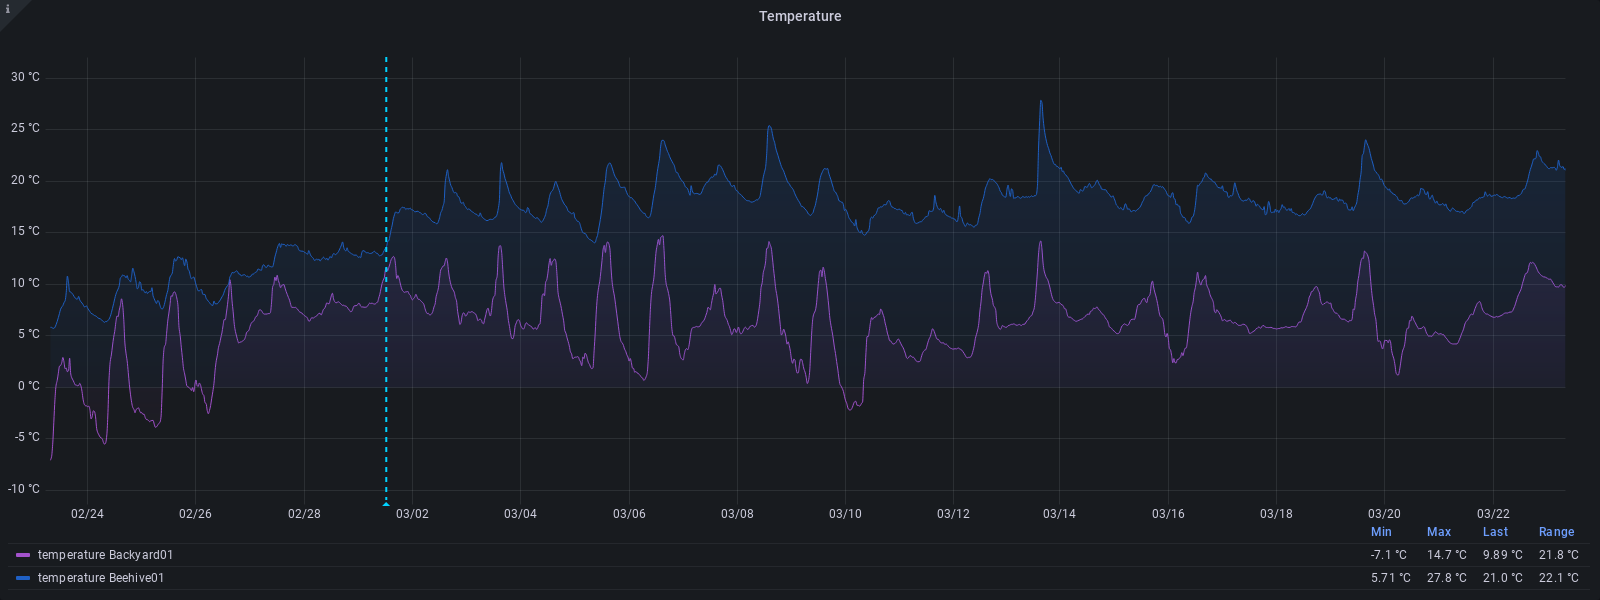 i
Temperature
30 °C
25 °C
20 °C
15 °C
10 °C
5 °C
0 °C
-5 °C
-10 °C
02/24 02/26 02/28 03/02 03/04 03/06 03/08 03/10 03/12 03/14 03/16 03/18 03/20 03/22
Min Max Last Range
temperature Backyard01 -7.1 °C 14.7 °C 9.89 °C 21.8 °C
temperature Beehive01 5.71 °C 27.8 °C 21.0 °C 22.1 °C